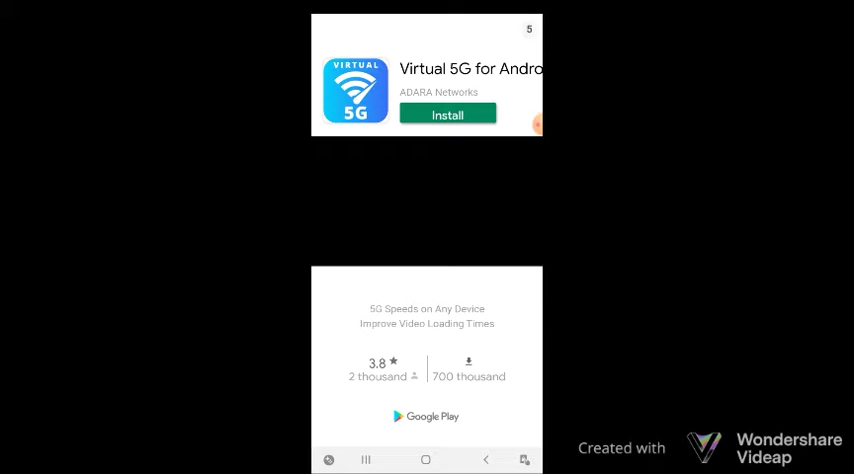 5
VIRTUAL
5G
Virtual 5G for Andro
ADARA Networks
Install
5G Speeds on Any Device
Improve Video Loading Times
3.8 ★
2 thousand
700 thousand
Google Play
Created with
Wondershare
Videap